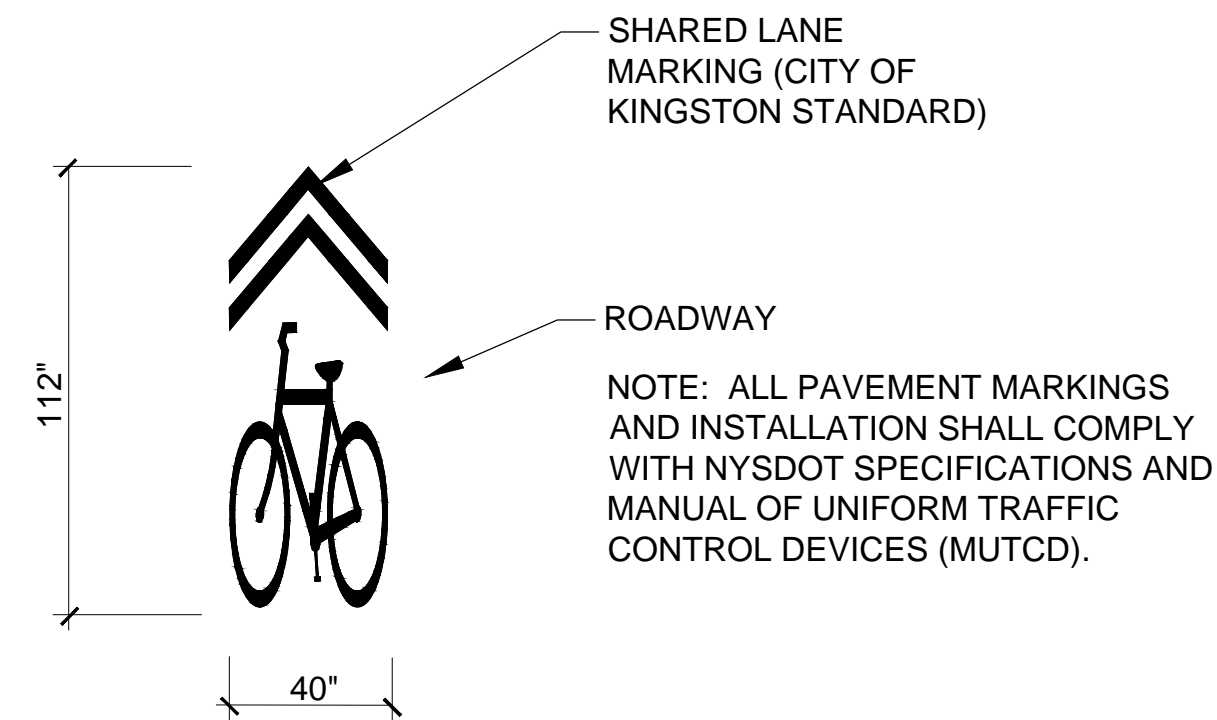 SHARED LANE
MARKING (CITY OF
KINGSTON STANDARD)
ROADWAY
112"
NOTE: ALL PAVEMENT MARKINGS
AND INSTALLATION SHALL COMPLY
WITH NYSDOT SPECIFICATIONS AND
MANUAL OF UNIFORM TRAFFIC
CONTROL DEVICES (MUTCD).
40"